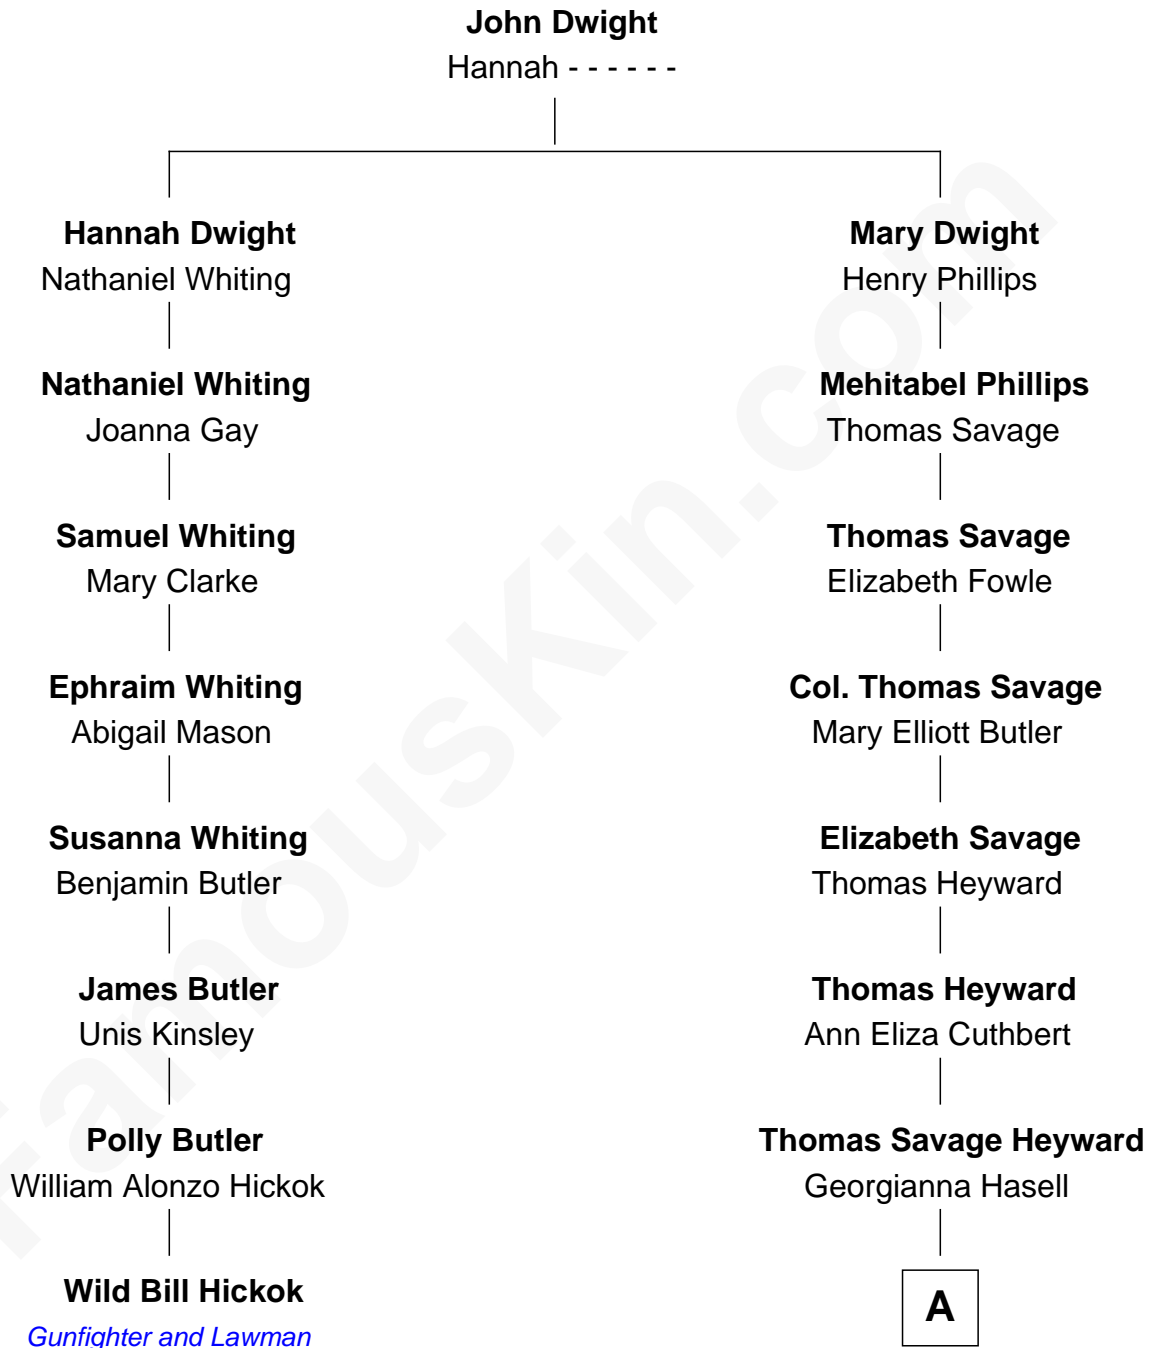 John Dwight
Hannah - - - - - -
Hannah Dwight
Nathaniel Whiting
Mary Dwight
Henry Phillips
Nathaniel Whiting
Joanna Gay
Mehitabel Phillips
Thomas Savage
Samuel Whiting
Mary Clarke
Thomas Savage
Elizabeth Fowle
Ephraim Whiting
Abigail Mason
Col. Thomas Savage
Mary Elliott Butler
Susanna Whiting
Benjamin Butler
Elizabeth Savage
Thomas Heyward
James Butler
Unis Kinsley
Thomas Heyward
Ann Eliza Cuthbert
Polly Butler
William Alonzo Hickok
Thomas Savage Heyward
Georgianna Hasell
Wild Bill Hickok
Gunfighter and Lawman
A
FamousKin.com